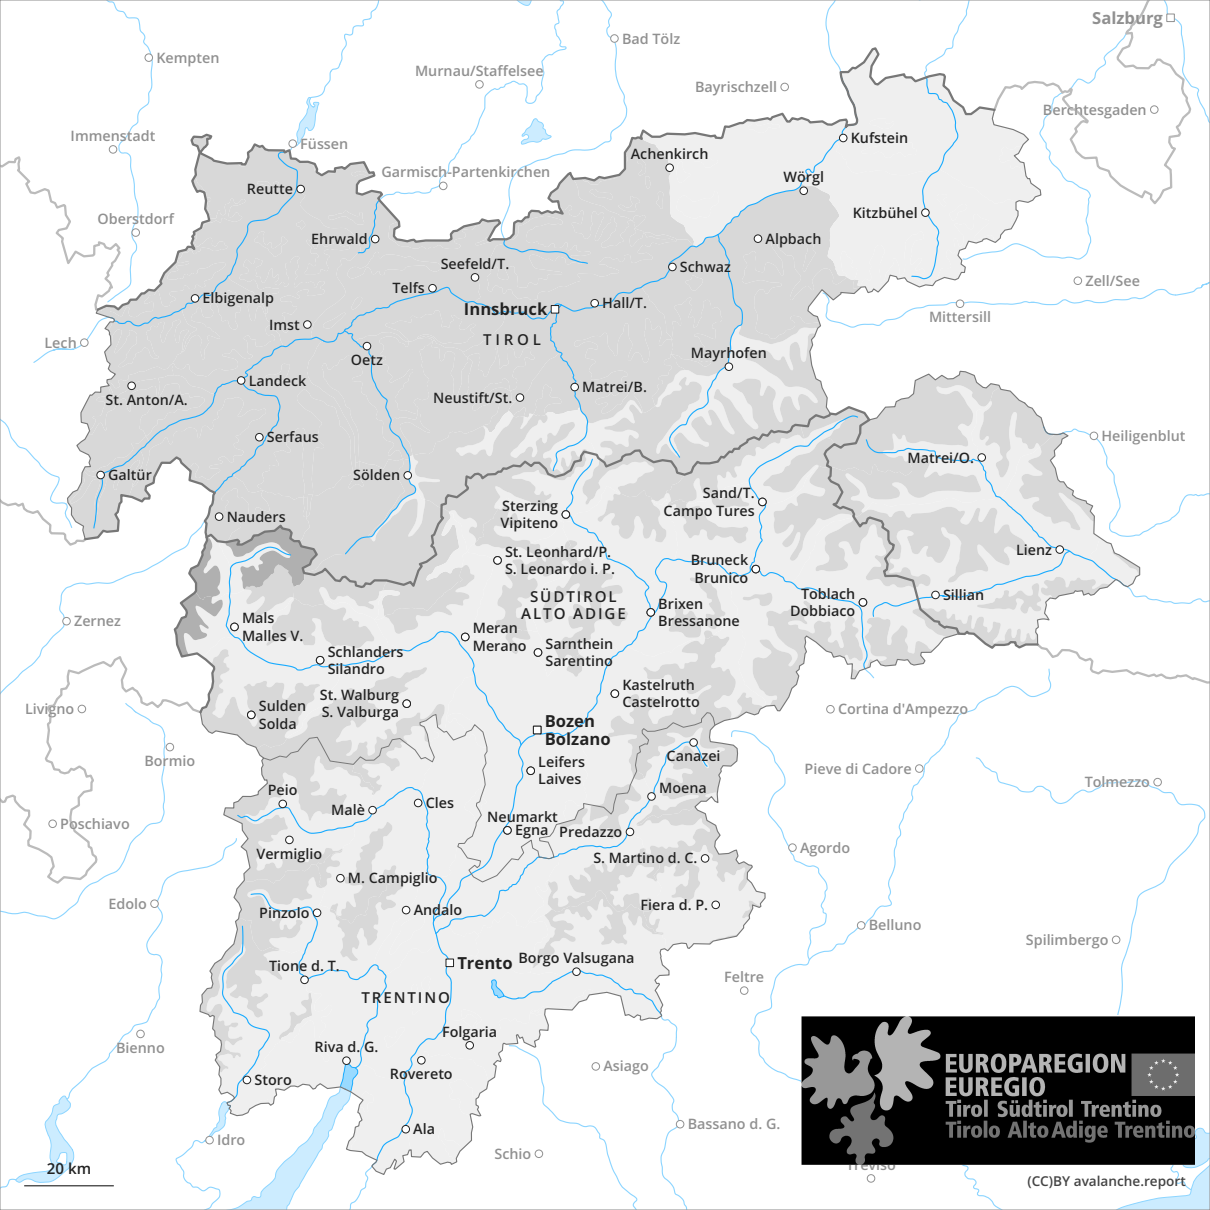 Salzburg
Bad Tölz
Kempten
Murnau/Staffelsee
Bayrischzell
Berchtesgaden
Immenstadt
Füssen
Kufstein
Achenkirch
Garmisch-Partenkirchen
Wörgl
Reutte
Oberstdorf
Kitzbühel
Ehrwald
Alpbach
Seefeld/T.
Schwaz
Zell/See
Telfs
Elbigenalp
Hall/T.
Innsbruck
Mittersill
Imst
TIROL
Lech
Mayrhofen
Oetz
Landeck
Matrei/B.
St. Anton/A.
Neustift/St.
Serfaus
Heiligenblut
Matrei/O.
Galtür
Sölden
Sand/T.
Campo Tures
Sterzing
Vipiteno
Nauders
Lienz
St. Leonhard/P.
S. Leonardo i. P.
Bruneck
Brunico
SÜDTIROL
ALTO ADIGE
Toblach
Dobbiaco
Sillian
Brixen
Bressanone
Zernez
Mals
Malles V.
Meran
Merano
Sarnthein
Sarentino
Schlanders
Silandro
Kastelruth
Castelrotto
St. Walburg
S. Valburga
Sulden
Solda
Livigno
Cortina d'Ampezzo
Bozen
Bolzano
Bormio
Canazei
Leifers
Laives
Pieve di Cadore
Tolmezzo
Peio
Moena
Malè
Cles
Neumarkt
Egna
Predazzo
Poschiavo
Vermiglio
Agordo
S. Martino d. C.
M. Campiglio
Edolo
Pinzolo
Andalo
Fiera d. P.
Belluno
Spilimbergo
Trento
Borgo Valsugana
Tione d. T.
Feltre
TRENTINO
Folgaria
Bienno
Riva d. G.
Rovereto
Storo
Asiago
EUROPAREGION
EUREGIO
Tirol Südtirol Trentino
Tirolo Alto Adige Trentino
Ala
Bassano d. G.
Idro
Schio
Treviso
20 km
(CC)BY avalanche.report